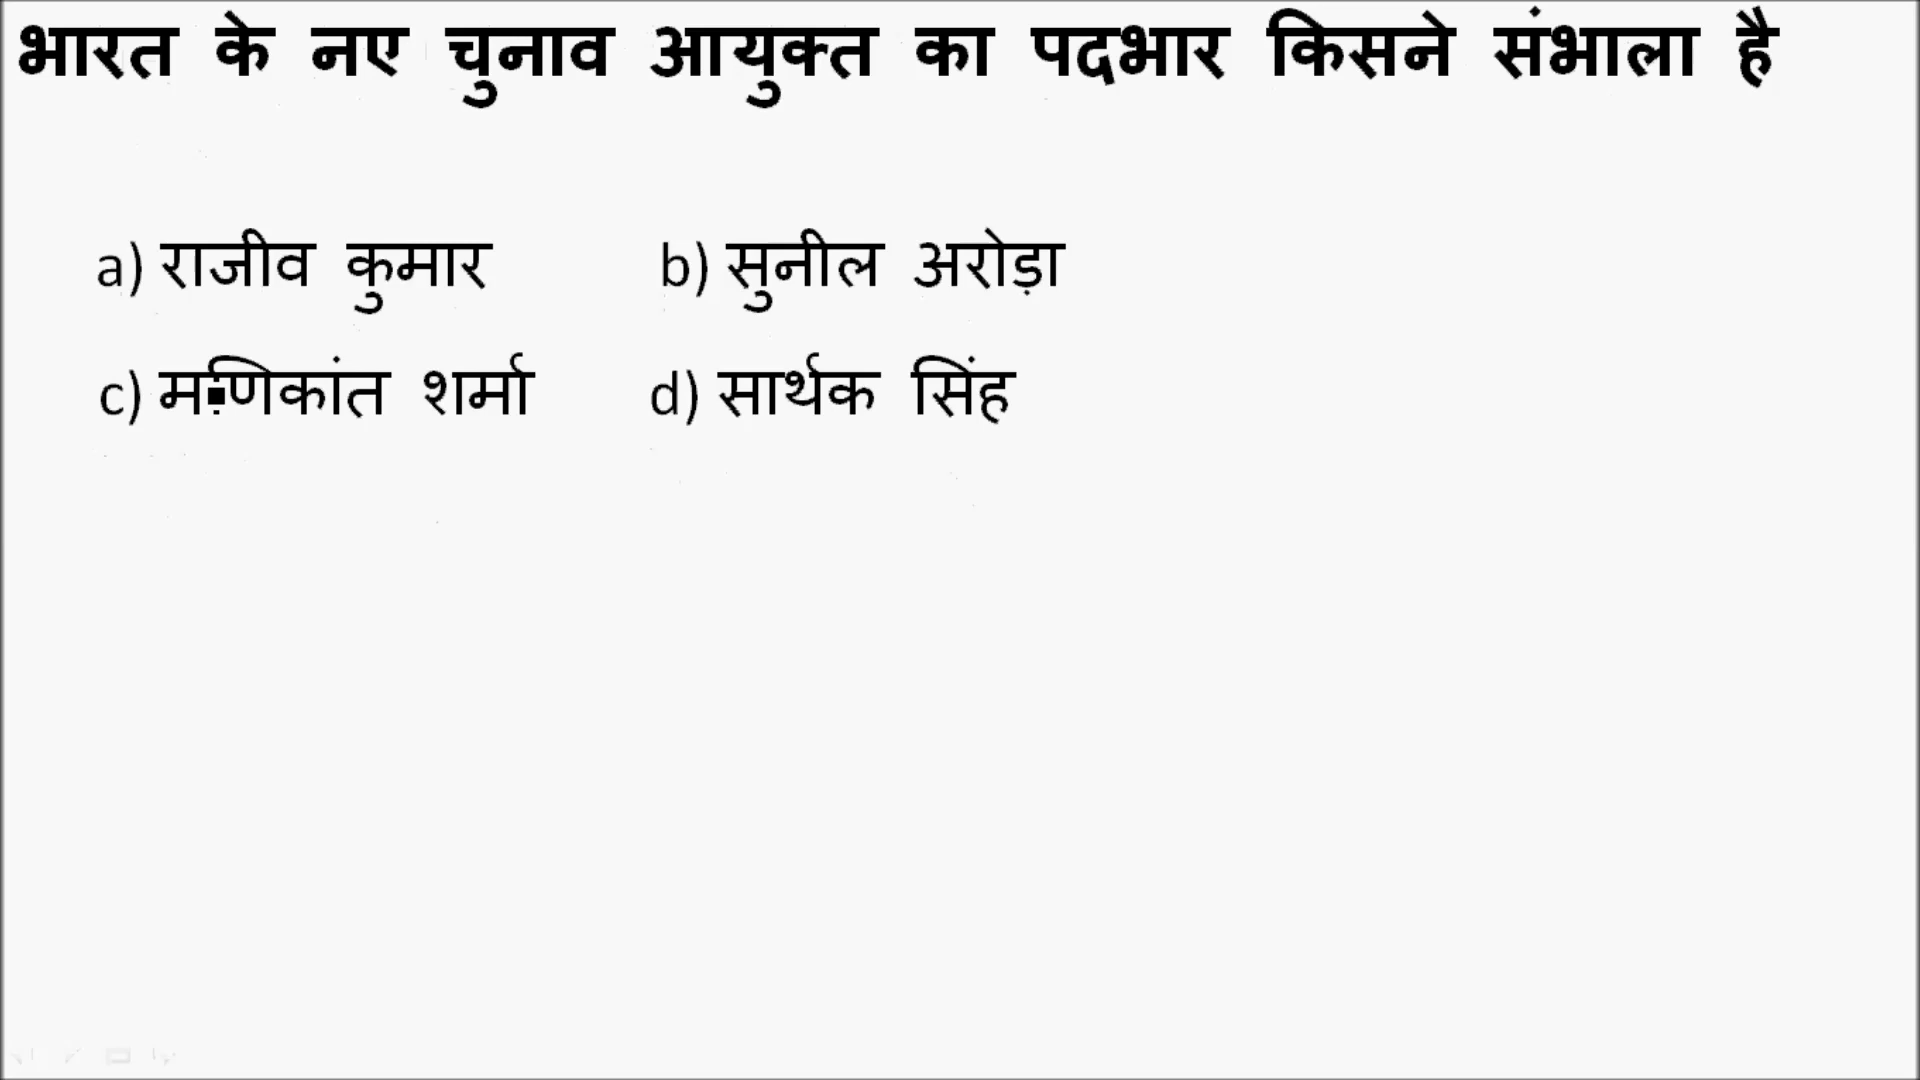 भारत के नए चुनाव आयुक्त का पदभार किसने संभाला है
a) राजीव कुमार b) सुनील अरोड़ा
c) मणिकांत शर्मा d) सार्थक सिंह